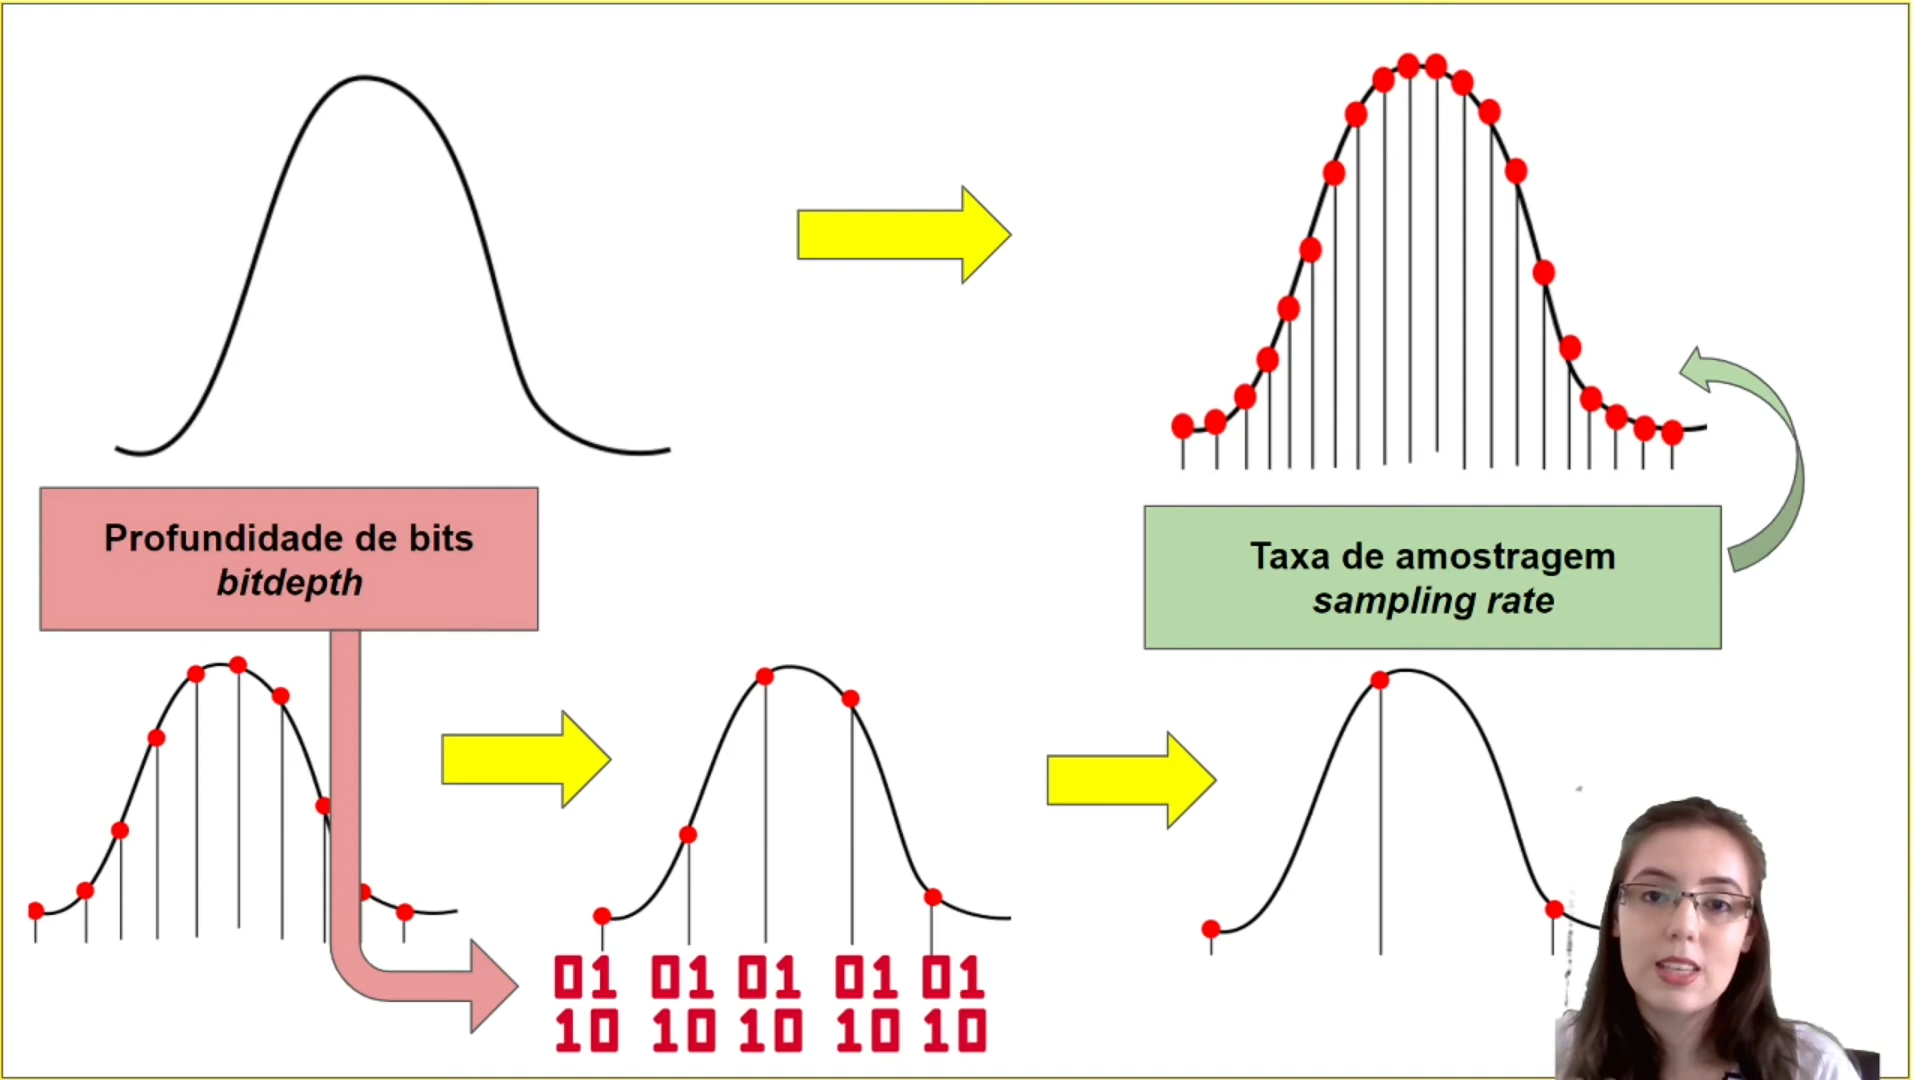 Profundidade de bits
bitdepth
Taxa de amostragem
sampling rate
01 01 01 01 01
10 10 10 10 10